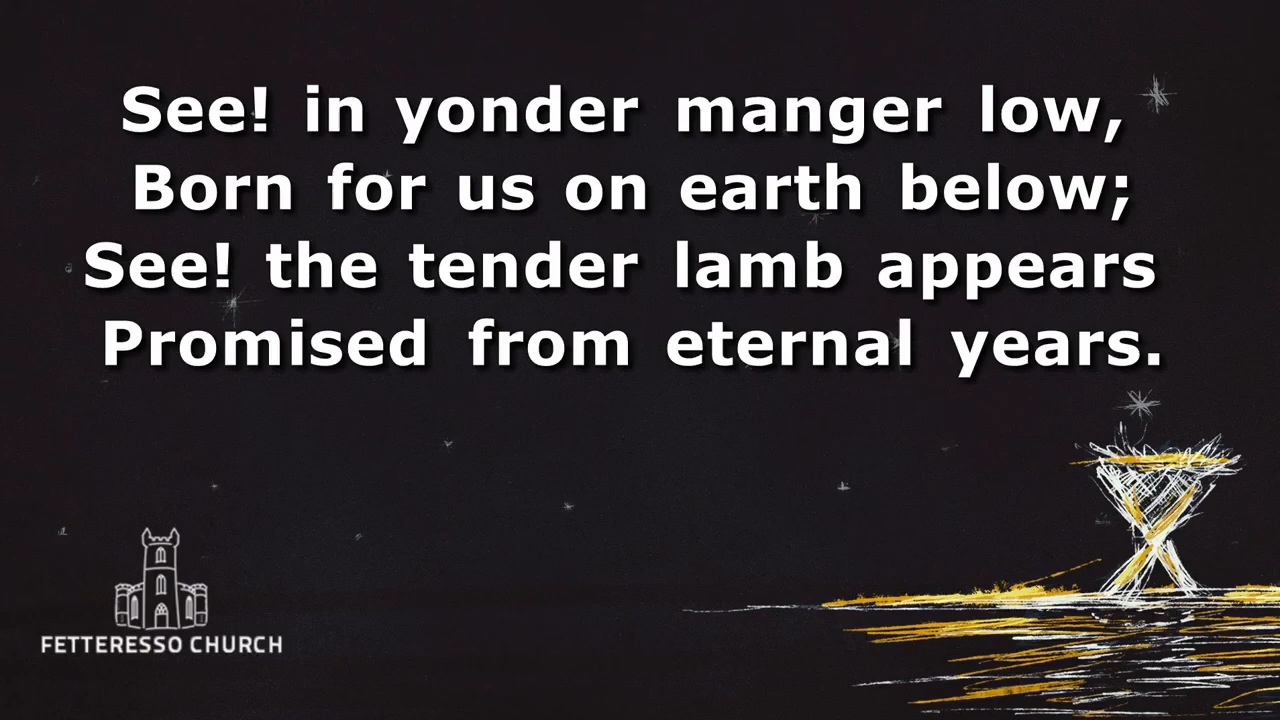 See! in yonder manger low,
Born for us on earth below;
See! the tender lamb appears
Promised from eternal years.
FETTERESSO CHURCH